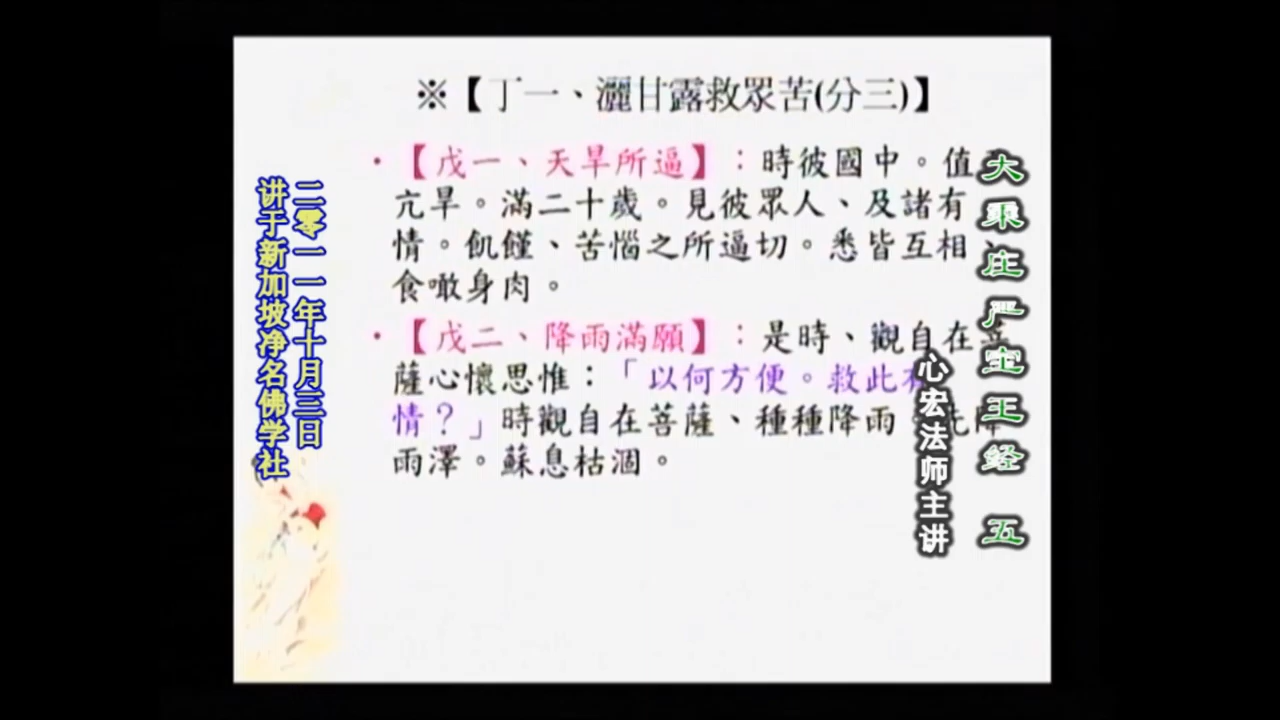 ※【丁一、灑甘露救眾苦(分三)】
・【戊一、天旱所逼】：時彼國中。值
亢旱。滿二十歲。見彼眾人、及諸有
情。飢饉、苦惱之所逼切。悉皆互相
食噉身肉。
・【戊二、降雨滿願】：是時、觀自在菩
薩心懷思惟：「以何方便。救此有
情？」時觀自在菩薩、種種降雨
雨澤。蘇息枯涸。
大乘庄严宝王经 五
心宏法师主讲
二零一一年十月三日
讲于新加坡净名佛学社